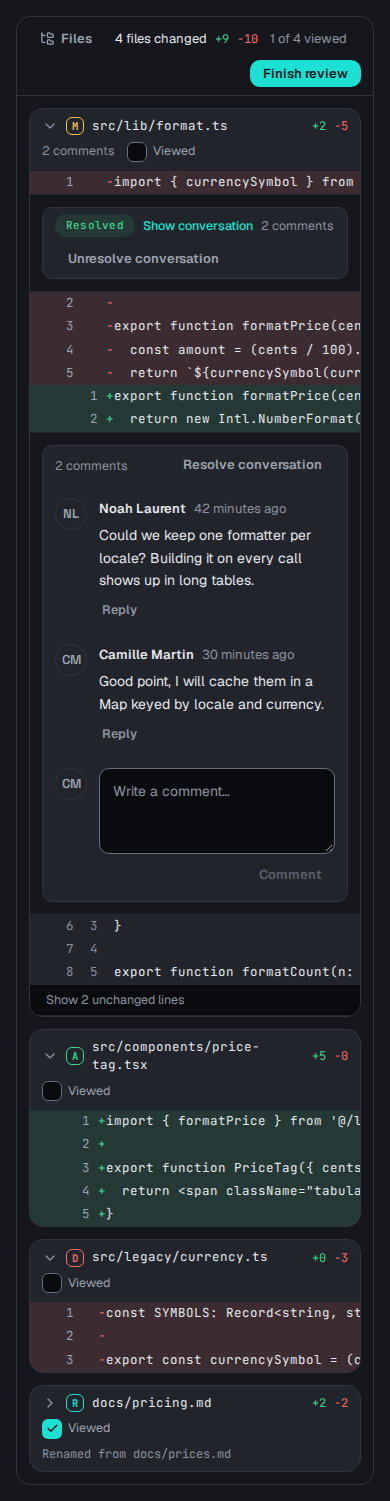 Files 4 files changed +9 -10 1 of 4 viewed
Finish review
M src/lib/format.ts +2 -5
2 comments Viewed
1 -import { currencySymbol } from
Resolved Show conversation 2 comments
Unresolve conversation
2 -
3 -export function formatPrice(cen
4 - const amount = (cents / 100).
5 - return `${currencySymbol(curr
1 +export function formatPrice(cen
2 + return new Intl.NumberFormat(
2 comments Resolve conversation
NL Noah Laurent 42 minutes ago
Could we keep one formatter per
locale? Building it on every call
shows up in long tables.
Reply
CM Camille Martin 30 minutes ago
Good point, I will cache them in a
Map keyed by locale and currency.
Reply
CM Write a comment...
Comment
6 3 }
7 4
8 5 export function formatCount(n:
Show 2 unchanged lines
A src/components/price-
tag.tsx +5 -0
Viewed
1 +import { formatPrice } from '@/l
2 +
3 +export function PriceTag({ cents
4 + return <span className="tabula
5 +}
D src/legacy/currency.ts +0 -3
Viewed
1 -const SYMBOLS: Record<string, st
2 -
3 -export const currencySymbol = (c
R docs/pricing.md +2 -2
Viewed
Renamed from docs/prices.md